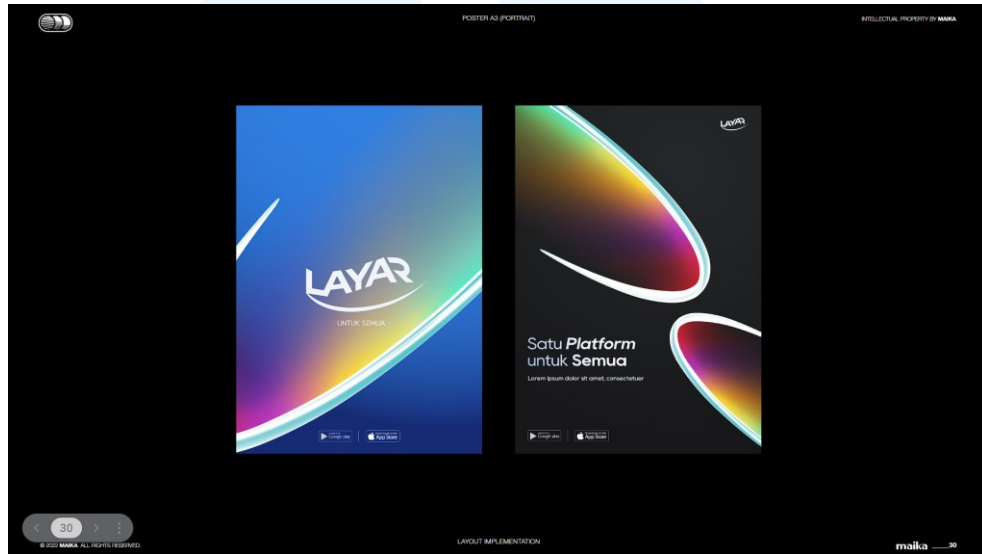 POSTER A3 (PORTRAIT)
INTELLECTUAL PROPERTY BY MAIKA
LAYAR
UNTUK SEMUA
Google play
App Store
LAYAR
Satu Platform
untuk Semua
Lorem ipsum dolor sit amet, consectetuer
Google play
App Store
30
© 2022 MAIKA. ALL RIGHTS RESERVED.
LAYOUT IMPLEMENTATION
maika
30